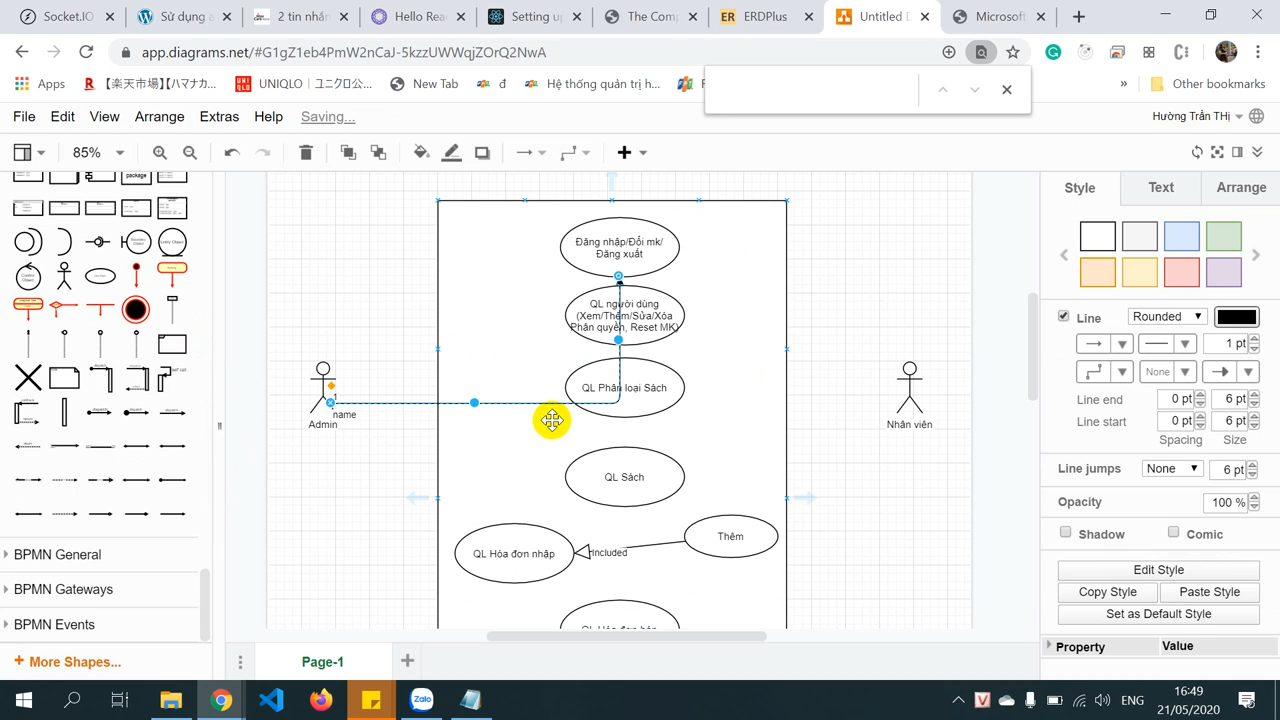 Socket.IO
Sử dụng a
2 tin nhắn
Hello Rea
Setting up
The Comp
ERDPlus
Untitled D
Microsoft
app.diagrams.net/#G1gZ1eb4PmW2nCaJ-5kzzUWWqjZOrQ2NwA
Apps
【楽天市場】【ハマナカ...
UNIQLO｜ユニクロ公...
New Tab
đ
Hệ thống quản trị h...
Other bookmarks
File
Edit
View
Arrange
Extras
Help
Saving...
Hường Trần THị
85%
Style
Text
Arrange
Line
Rounded
1 pt
None
Line end
0 pt
6 pt
Line start
0 pt
6 pt
Spacing
Size
Line jumps
None
6 pt
Opacity
100 %
Shadow
Comic
Edit Style
Copy Style
Paste Style
Set as Default Style
Property
Value
package
Đăng nhập/Đổi mk/
Đăng xuất
QL người dùng
(Xem/Thêm/Sửa/Xóa
Phân quyền, Reset MK)
QL Phân loại Sách
1
name
Admin
Nhân viên
QL Sách
QL Hóa đơn nhập
Included
Thêm
BPMN General
BPMN Gateways
BPMN Events
More Shapes...
Page-1
ENG
16:49
21/05/2020